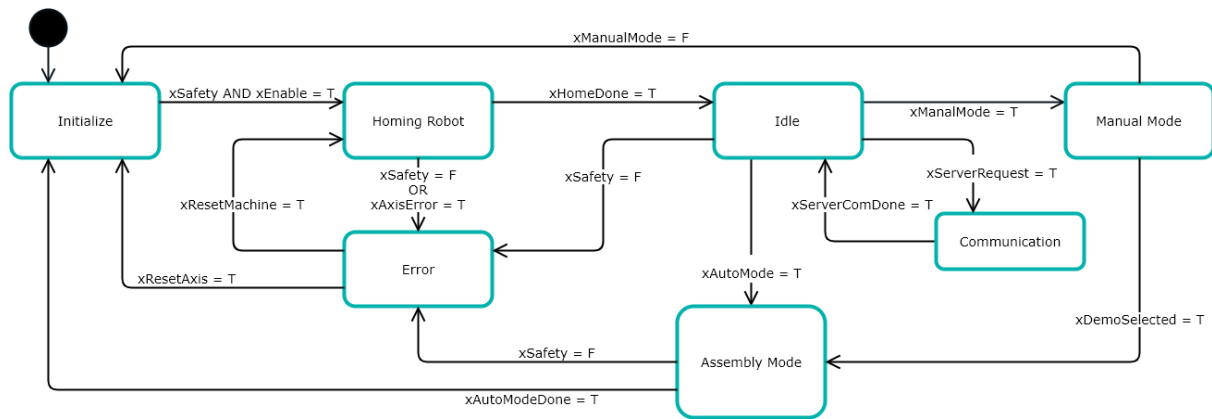 xManualMode = F
xSafety AND xEnable = T
xHomeDone = T
Initialize
Homing Robot
Idle
xManalMode = T
Manual Mode
xSafety = F
OR
xAxisError = T
xSafety = F
xServerRequest = T
xResetMachine = T
xServerComDone = T
Communication
Error
xResetAxis = T
xAutoMode = T
xDemoSelected = T
xSafety = F
Assembly Mode
xAutoModeDone = T